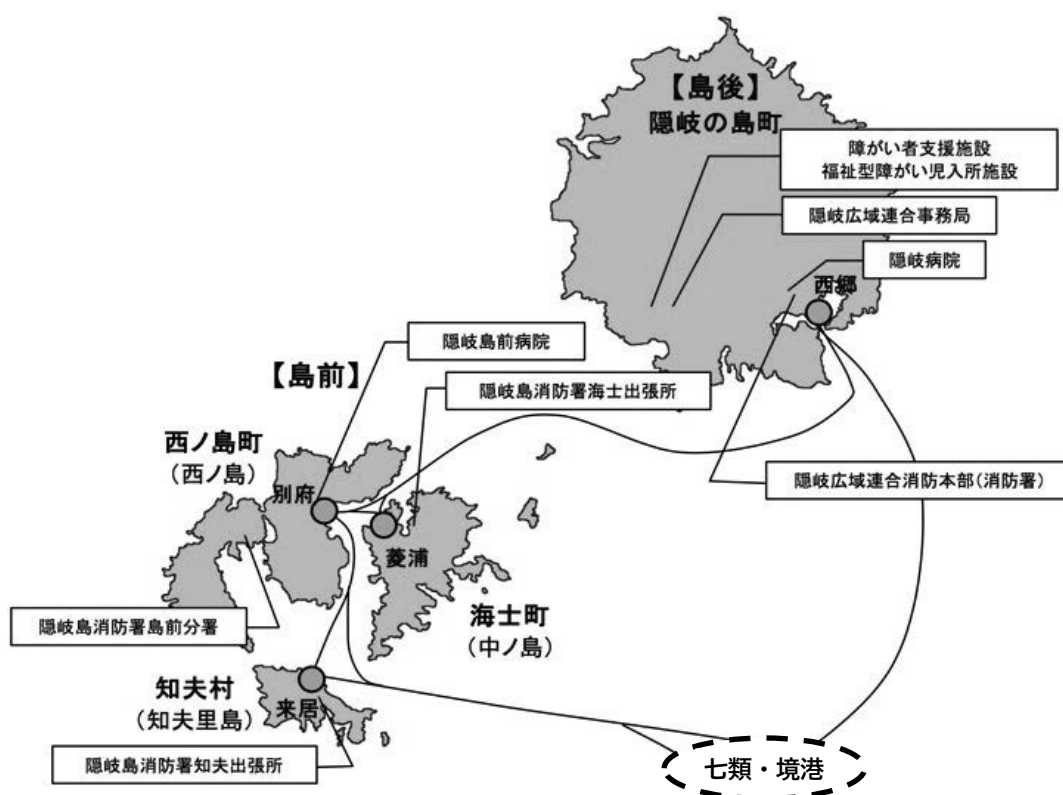 【島後】
隠岐の島町
障がい者支援施設
福祉型障がい児入所施設
隠岐広域連合事務局
隠岐病院
西郷
隠岐島前病院
【島前】
隠岐島消防署海士出張所
西ノ島町
（西ノ島）
別府
隠岐広域連合消防本部（消防署）
菱浦
海士町
（中ノ島）
隠岐島消防署島前分署
知夫村
（知夫里島）
来居
隠岐島消防署知夫出張所
七類・境港